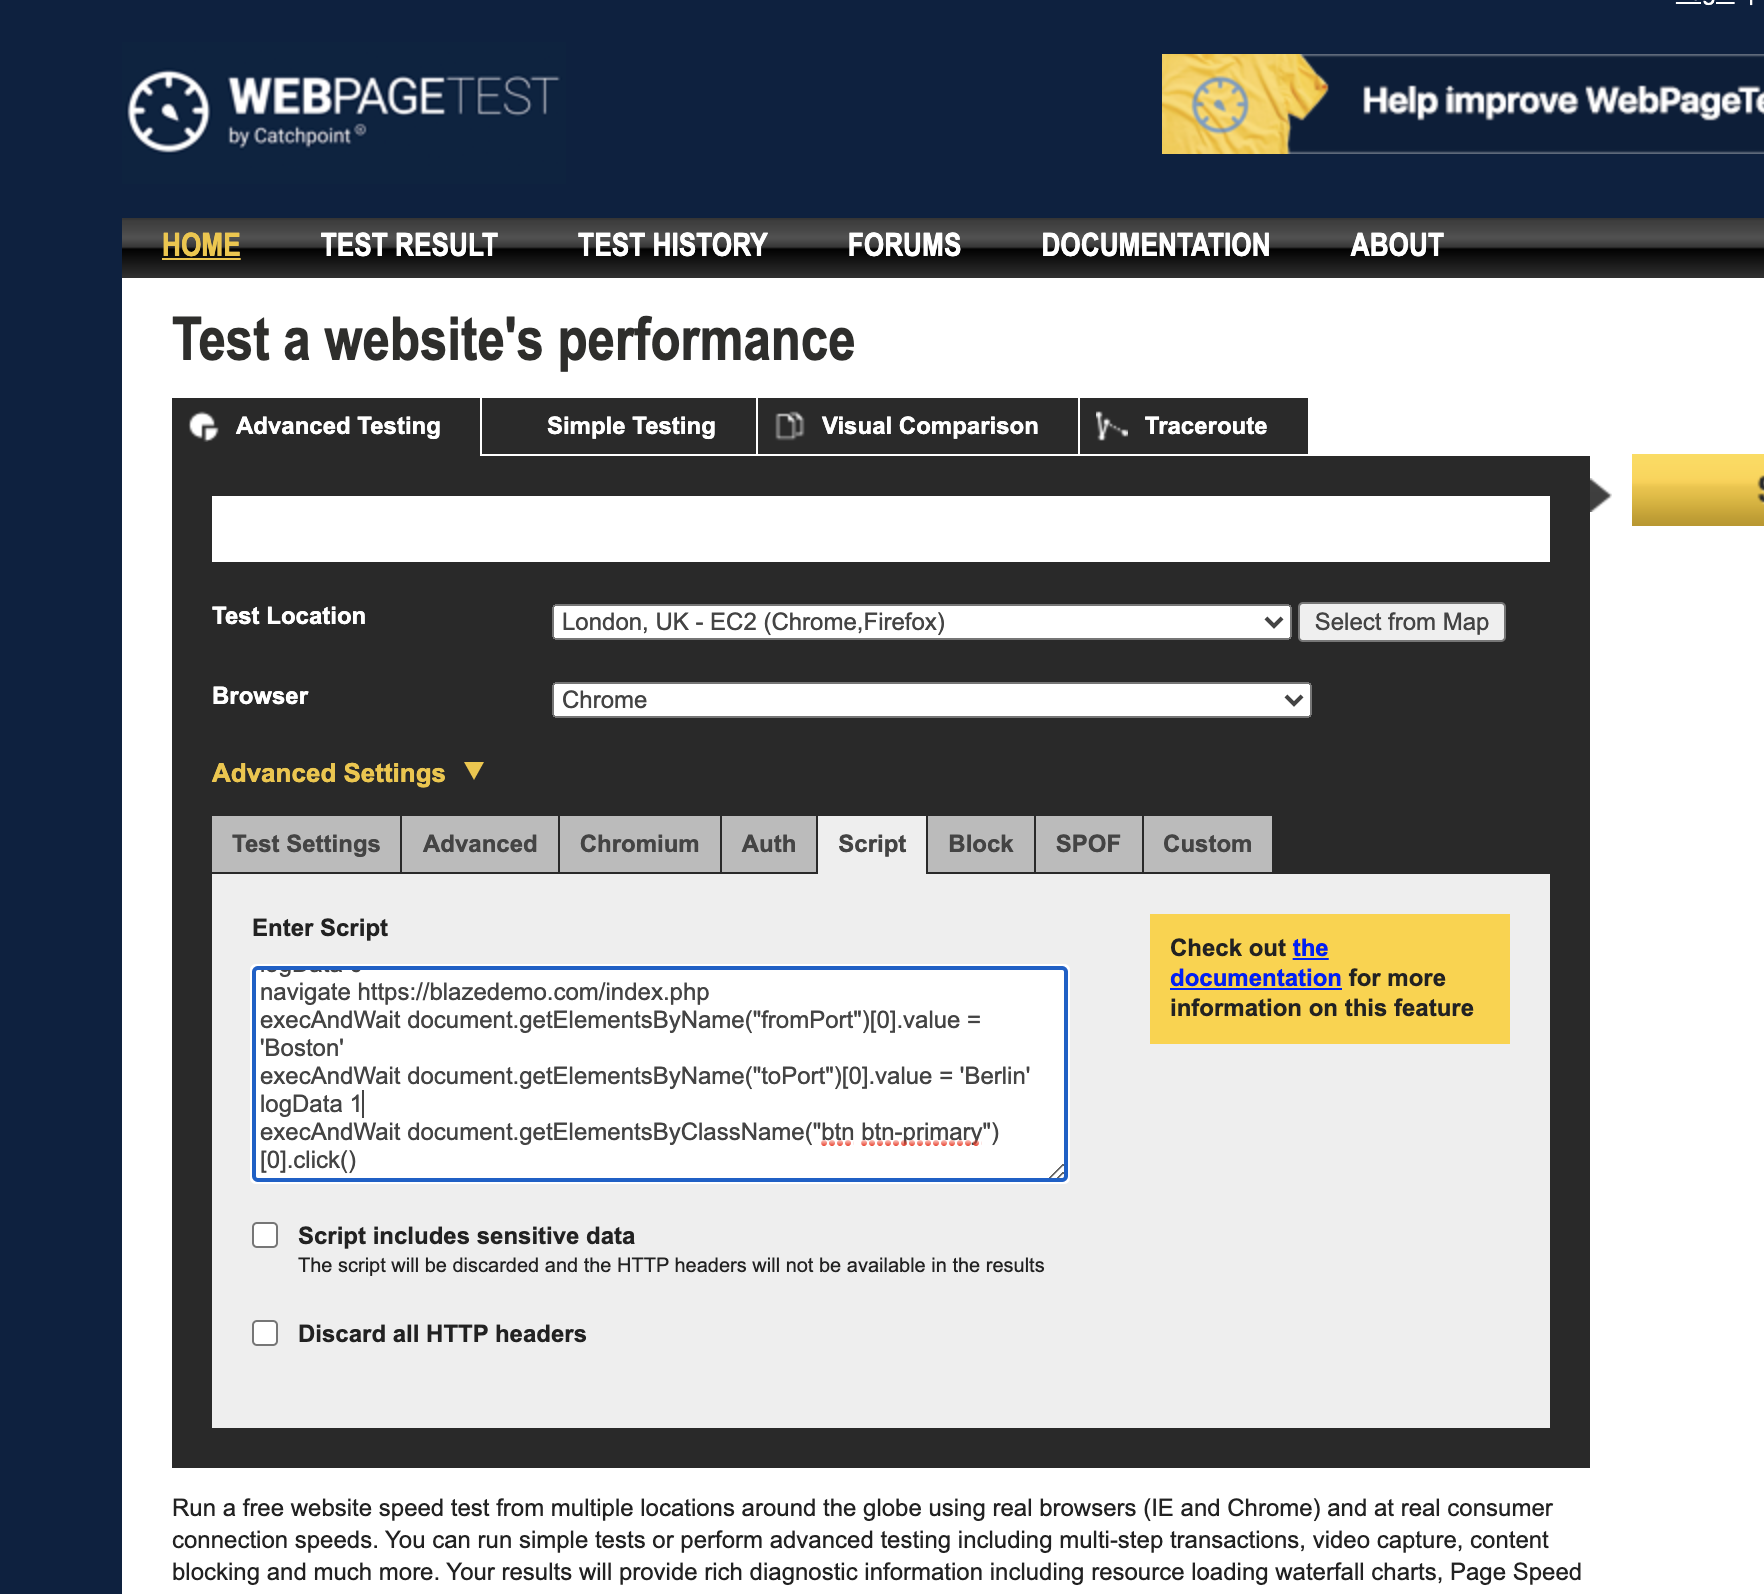 WEBPAGETEST
by Catchpoint ®
Help improve WebPageTe
HOME TEST RESULT TEST HISTORY FORUMS DOCUMENTATION ABOUT
Test a website's performance
Advanced Testing Simple Testing Visual Comparison Traceroute
Test Location London, UK - EC2 (Chrome,Firefox) Select from Map
Browser Chrome
Advanced Settings ▼
Test Settings Advanced Chromium Auth Script Block SPOF Custom
Enter Script
navigate https://blazedemo.com/index.php
execAndWait document.getElementsByName("fromPort")[0].value =
'Boston'
execAndWait document.getElementsByName("toPort")[0].value = 'Berlin'
logData 1
execAndWait document.getElementsByClassName("btn btn-primary")
[0].click()
Check out the
documentation for more
information on this feature
Script includes sensitive data
The script will be discarded and the HTTP headers will not be available in the results
Discard all HTTP headers
Run a free website speed test from multiple locations around the globe using real browsers (IE and Chrome) and at real consumer
connection speeds. You can run simple tests or perform advanced testing including multi-step transactions, video capture, content
blocking and much more. Your results will provide rich diagnostic information including resource loading waterfall charts, Page Speed